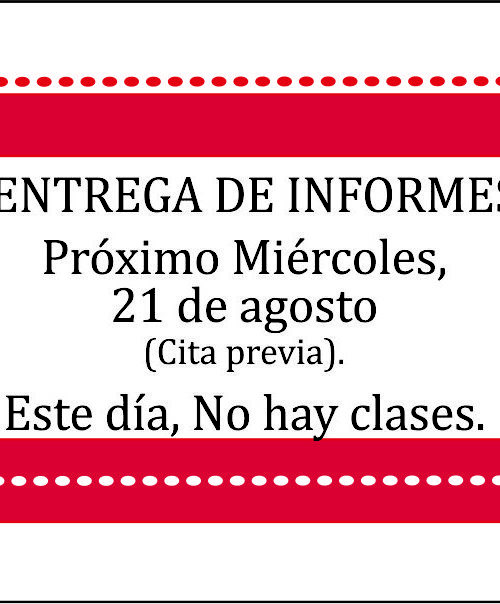 ENTREGA DE INFORMES
Próximo Miércoles,
21 de agosto
(Cita previa).
Este día, No hay clases.